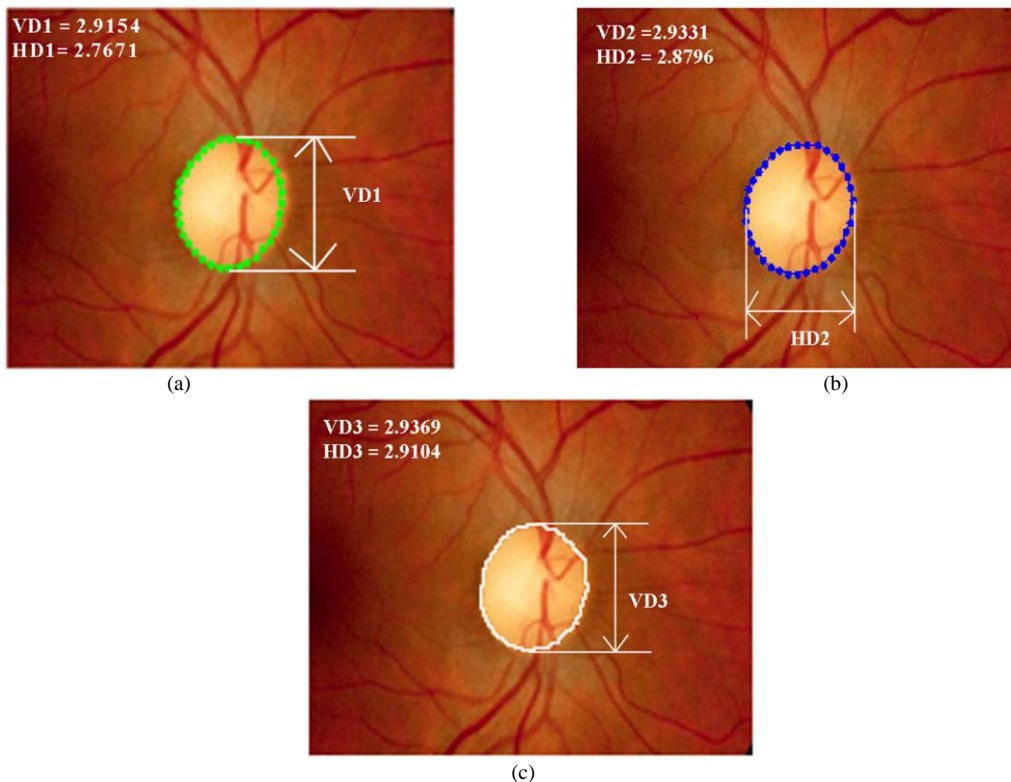 VD1 = 2.9154
HD1= 2.7671
VD1
(a)
VD2 =2.9331
HD2 = 2.8796
HD2
(b)
VD3 = 2.9369
HD3 = 2.9104
VD3
(c)